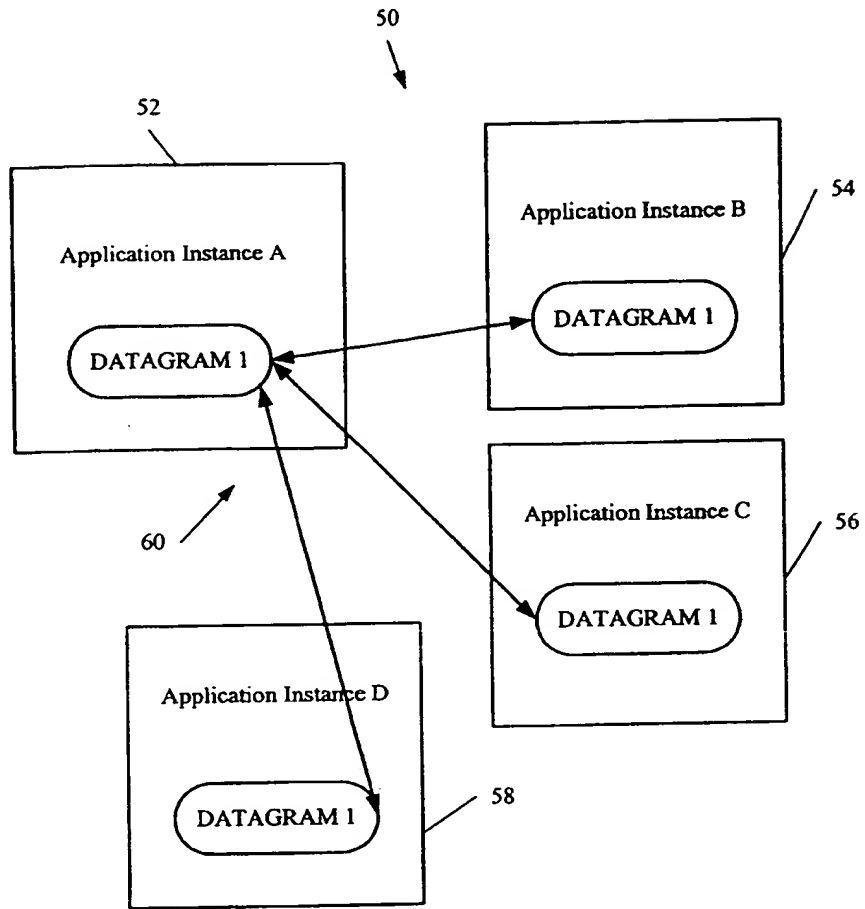 50
52
Application Instance A
DATAGRAM 1
Application Instance B
DATAGRAM 1
54
60
Application Instance C
DATAGRAM 1
56
Application Instance D
DATAGRAM 1
58